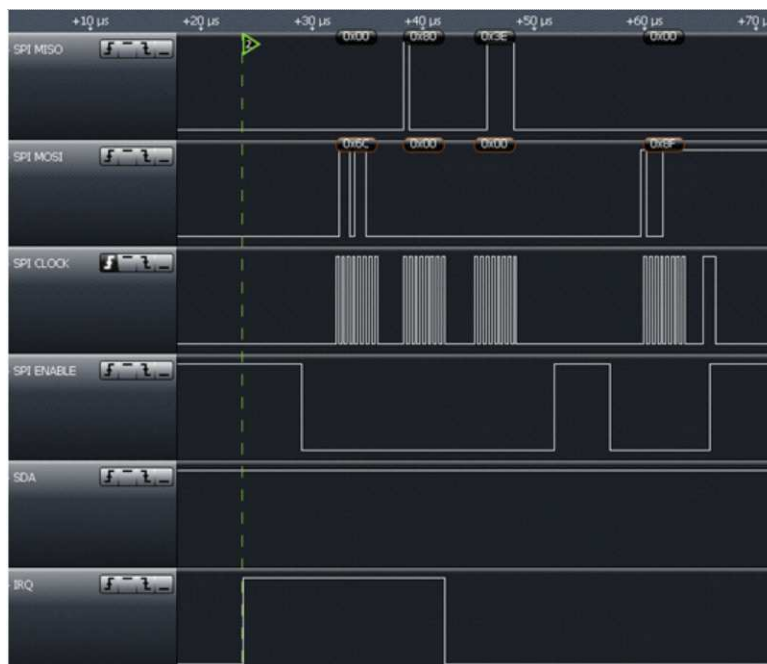 +10 µs +20 µs +30 µs +40 µs +50 µs +60 µs +70 µs
SPI MISO 0x00 0x80 0x3E 0x00
SPI MOSI 0x6C 0x00 0x00 0x8F
SPI CLOCK
SPI ENABLE
SDA
IRQ